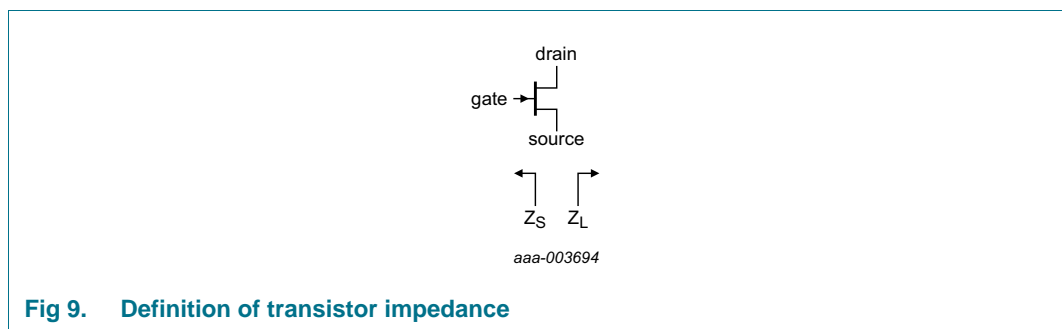 drain
gate
source
ZS ZL
aaa-003694
Fig 9. Definition of transistor impedance